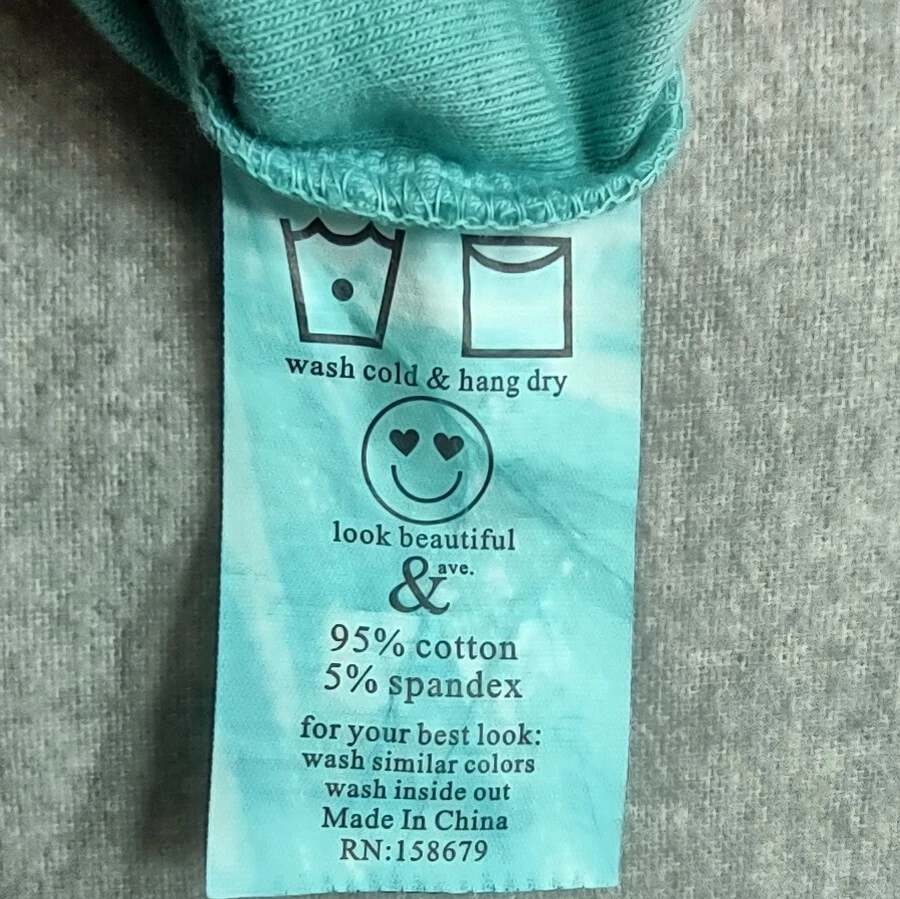 wash cold & hang dry
look beautiful
& ave.
95% cotton
5% spandex
for your best look:
wash similar colors
wash inside out
Made In China
RN:158679